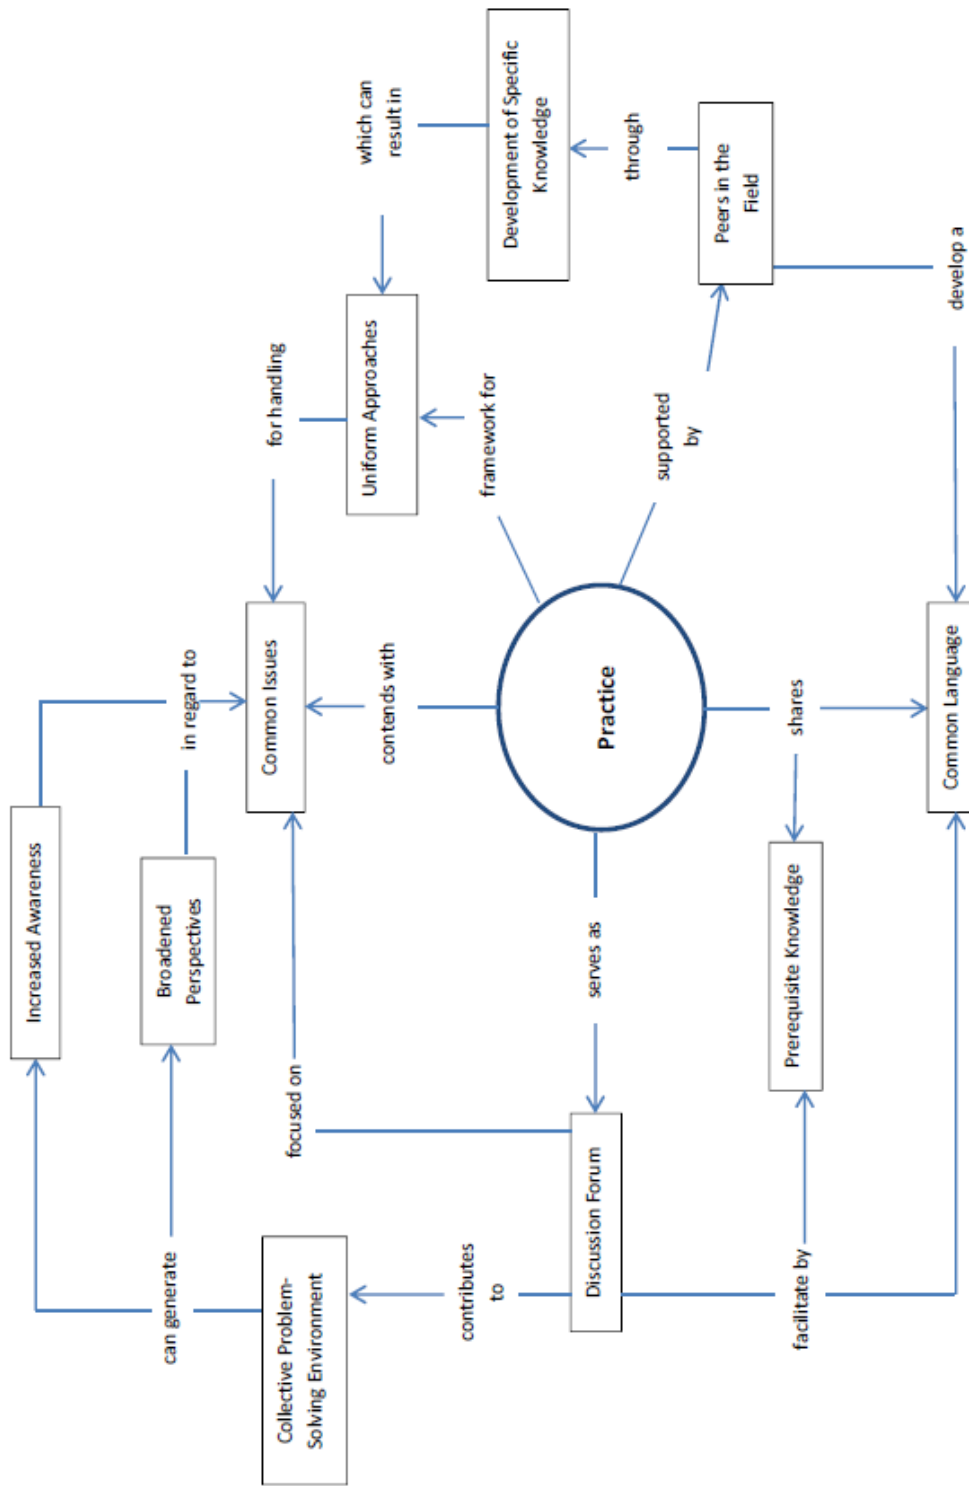 Increased Awareness
can generate
Broadened
Perspectives
in regard to
Collective Problem-
Solving Environment
focused on
Common Issues
for handling
Uniform Approaches
which can
result in
contributes
to
contends with
framework for
Development of Specific
Knowledge
Discussion Forum
serves as
Practice
supported
by
through
Peers in the
Field
facilitate by
Prerequisite Knowledge
shares
Common Language
develop a